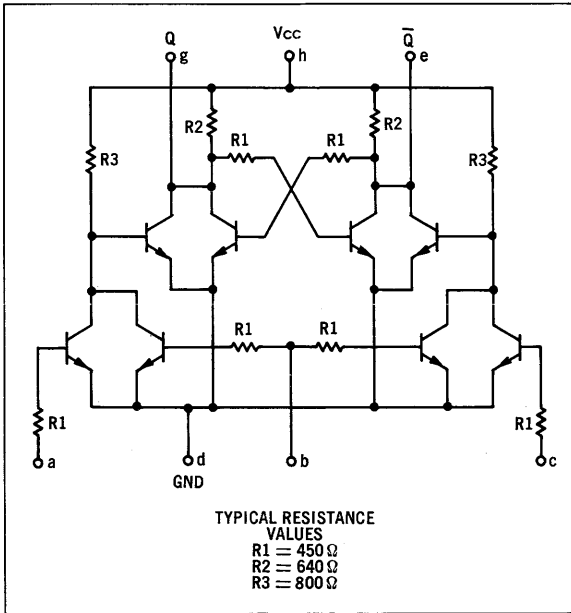 Q Vcc Q̅
g h e
R2 R1 R1 R2
R3 R3
R1 R1
R1 R1
a d b c
GND
TYPICAL RESISTANCE
VALUES
R1 = 450 Ω
R2 = 640 Ω
R3 = 800 Ω